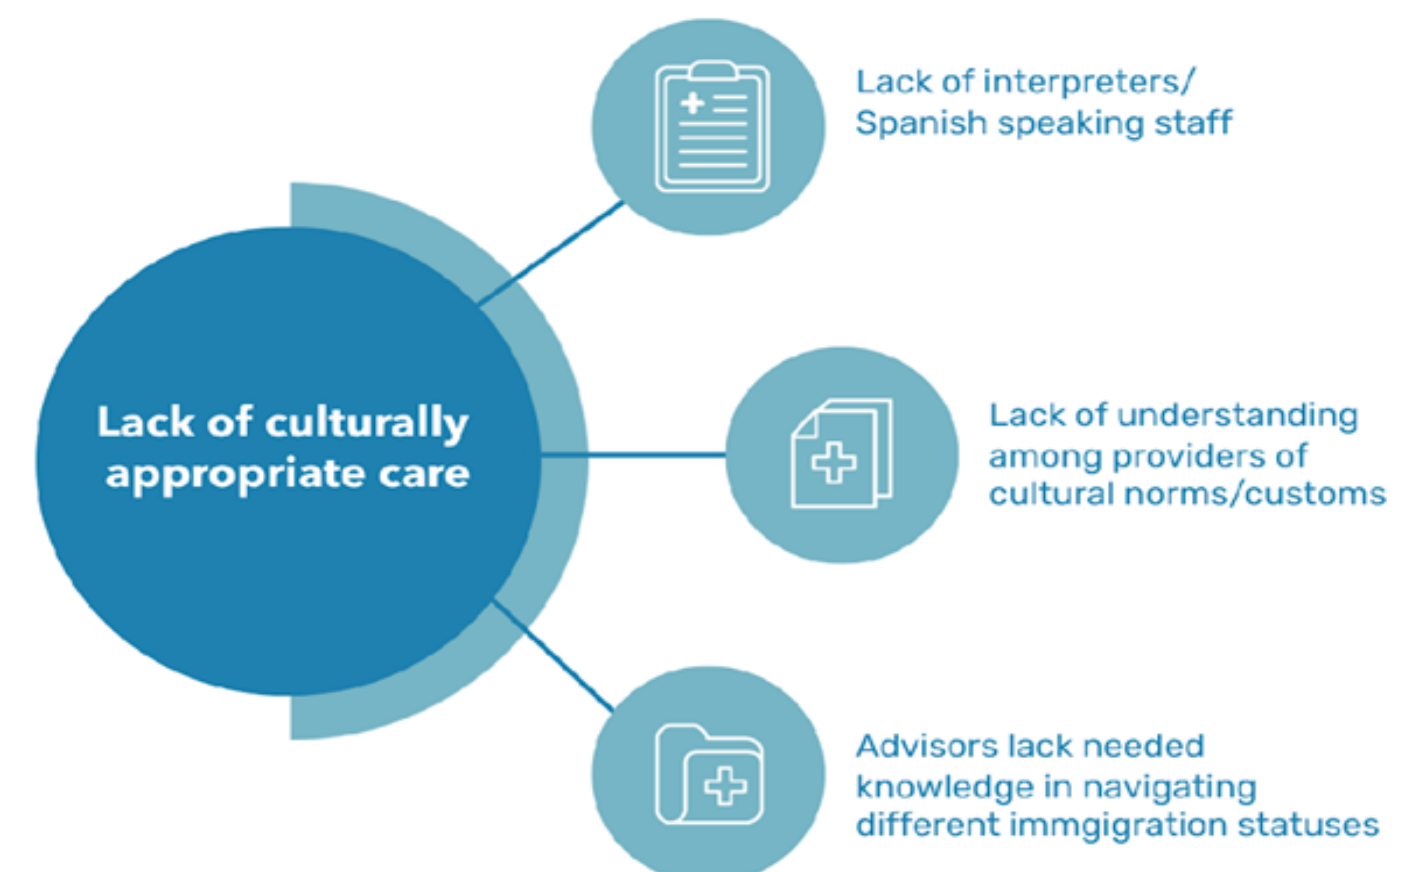 Lack of interpreters/
Spanish speaking staff
Lack of culturally
appropriate care
Lack of understanding
among providers of
cultural norms/customs
Advisors lack needed
knowledge in navigating
different immgigration statuses